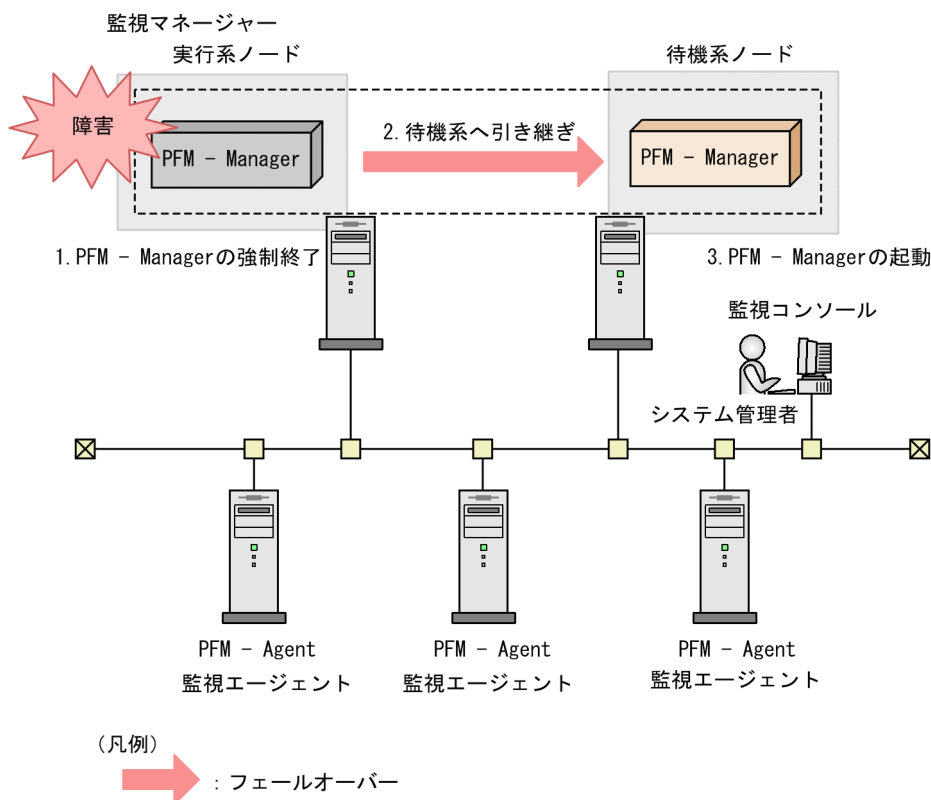 監視マネージャー
実行系ノード
待機系ノード
障害
PFM － Manager
2.待機系へ引き継ぎ
PFM － Manager
1.PFM － Managerの強制終了
3.PFM － Managerの起動
監視コンソール
システム管理者
PFM － Agent
監視エージェント
PFM － Agent
監視エージェント
PFM － Agent
監視エージェント
（凡例）
：フェールオーバー